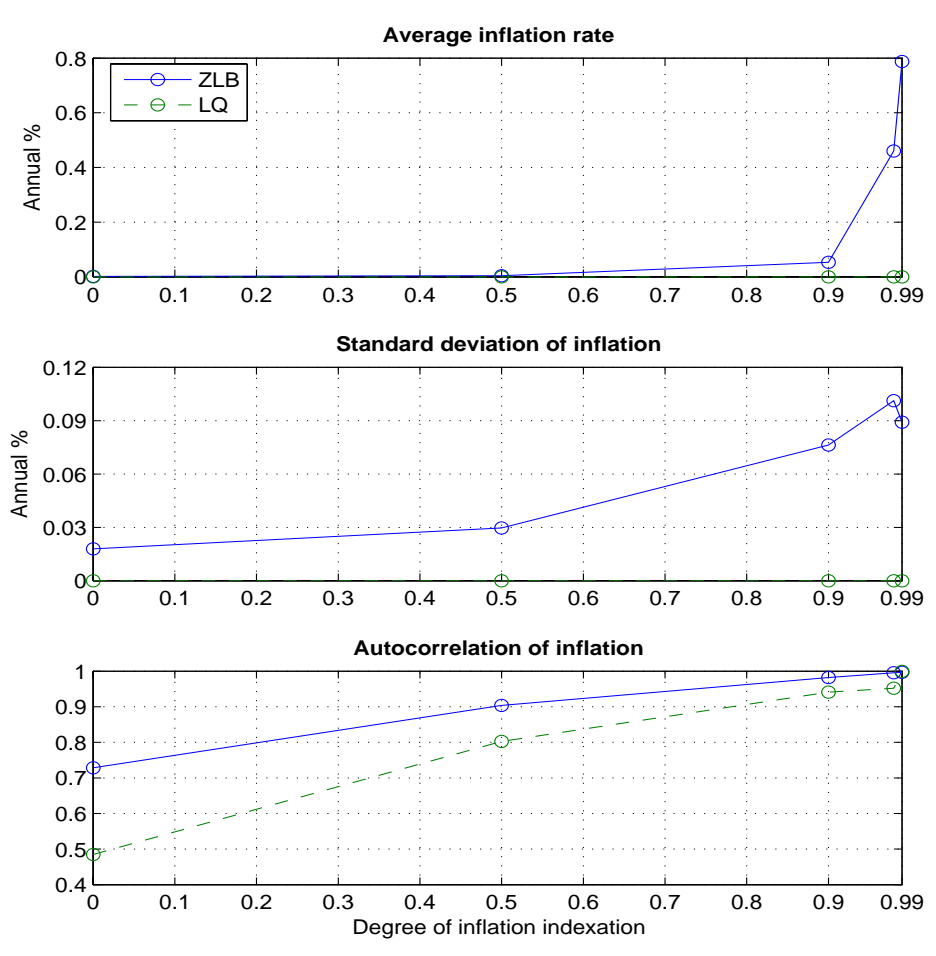 Average inflation rate
Annual %
0.8
0.6
0.4
0.2
0
ZLB
LQ
0 0.1 0.2 0.3 0.4 0.5 0.6 0.7 0.8 0.9 0.99
Standard deviation of inflation
Annual %
0.12
0.09
0.06
0.03
0
0 0.1 0.2 0.3 0.4 0.5 0.6 0.7 0.8 0.9 0.99
Autocorrelation of inflation
1
0.9
0.8
0.7
0.6
0.5
0.4
0 0.1 0.2 0.3 0.4 0.5 0.6 0.7 0.8 0.9 0.99
Degree of inflation indexation